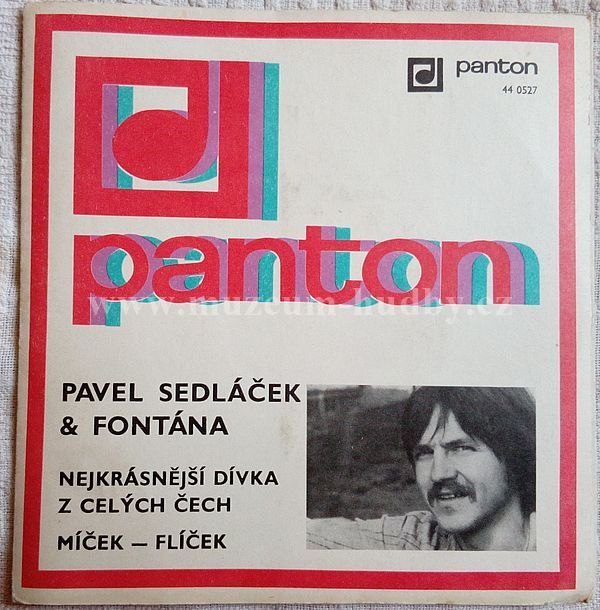 panton
44 0527
panton
www.muzeum-hudby.cz
PAVEL SEDLÁČEK
& FONTÁNA
NEJKRÁSNĚJŠÍ DÍVKA
Z CELÝCH ČECH
MÍČEK — FLÍČEK